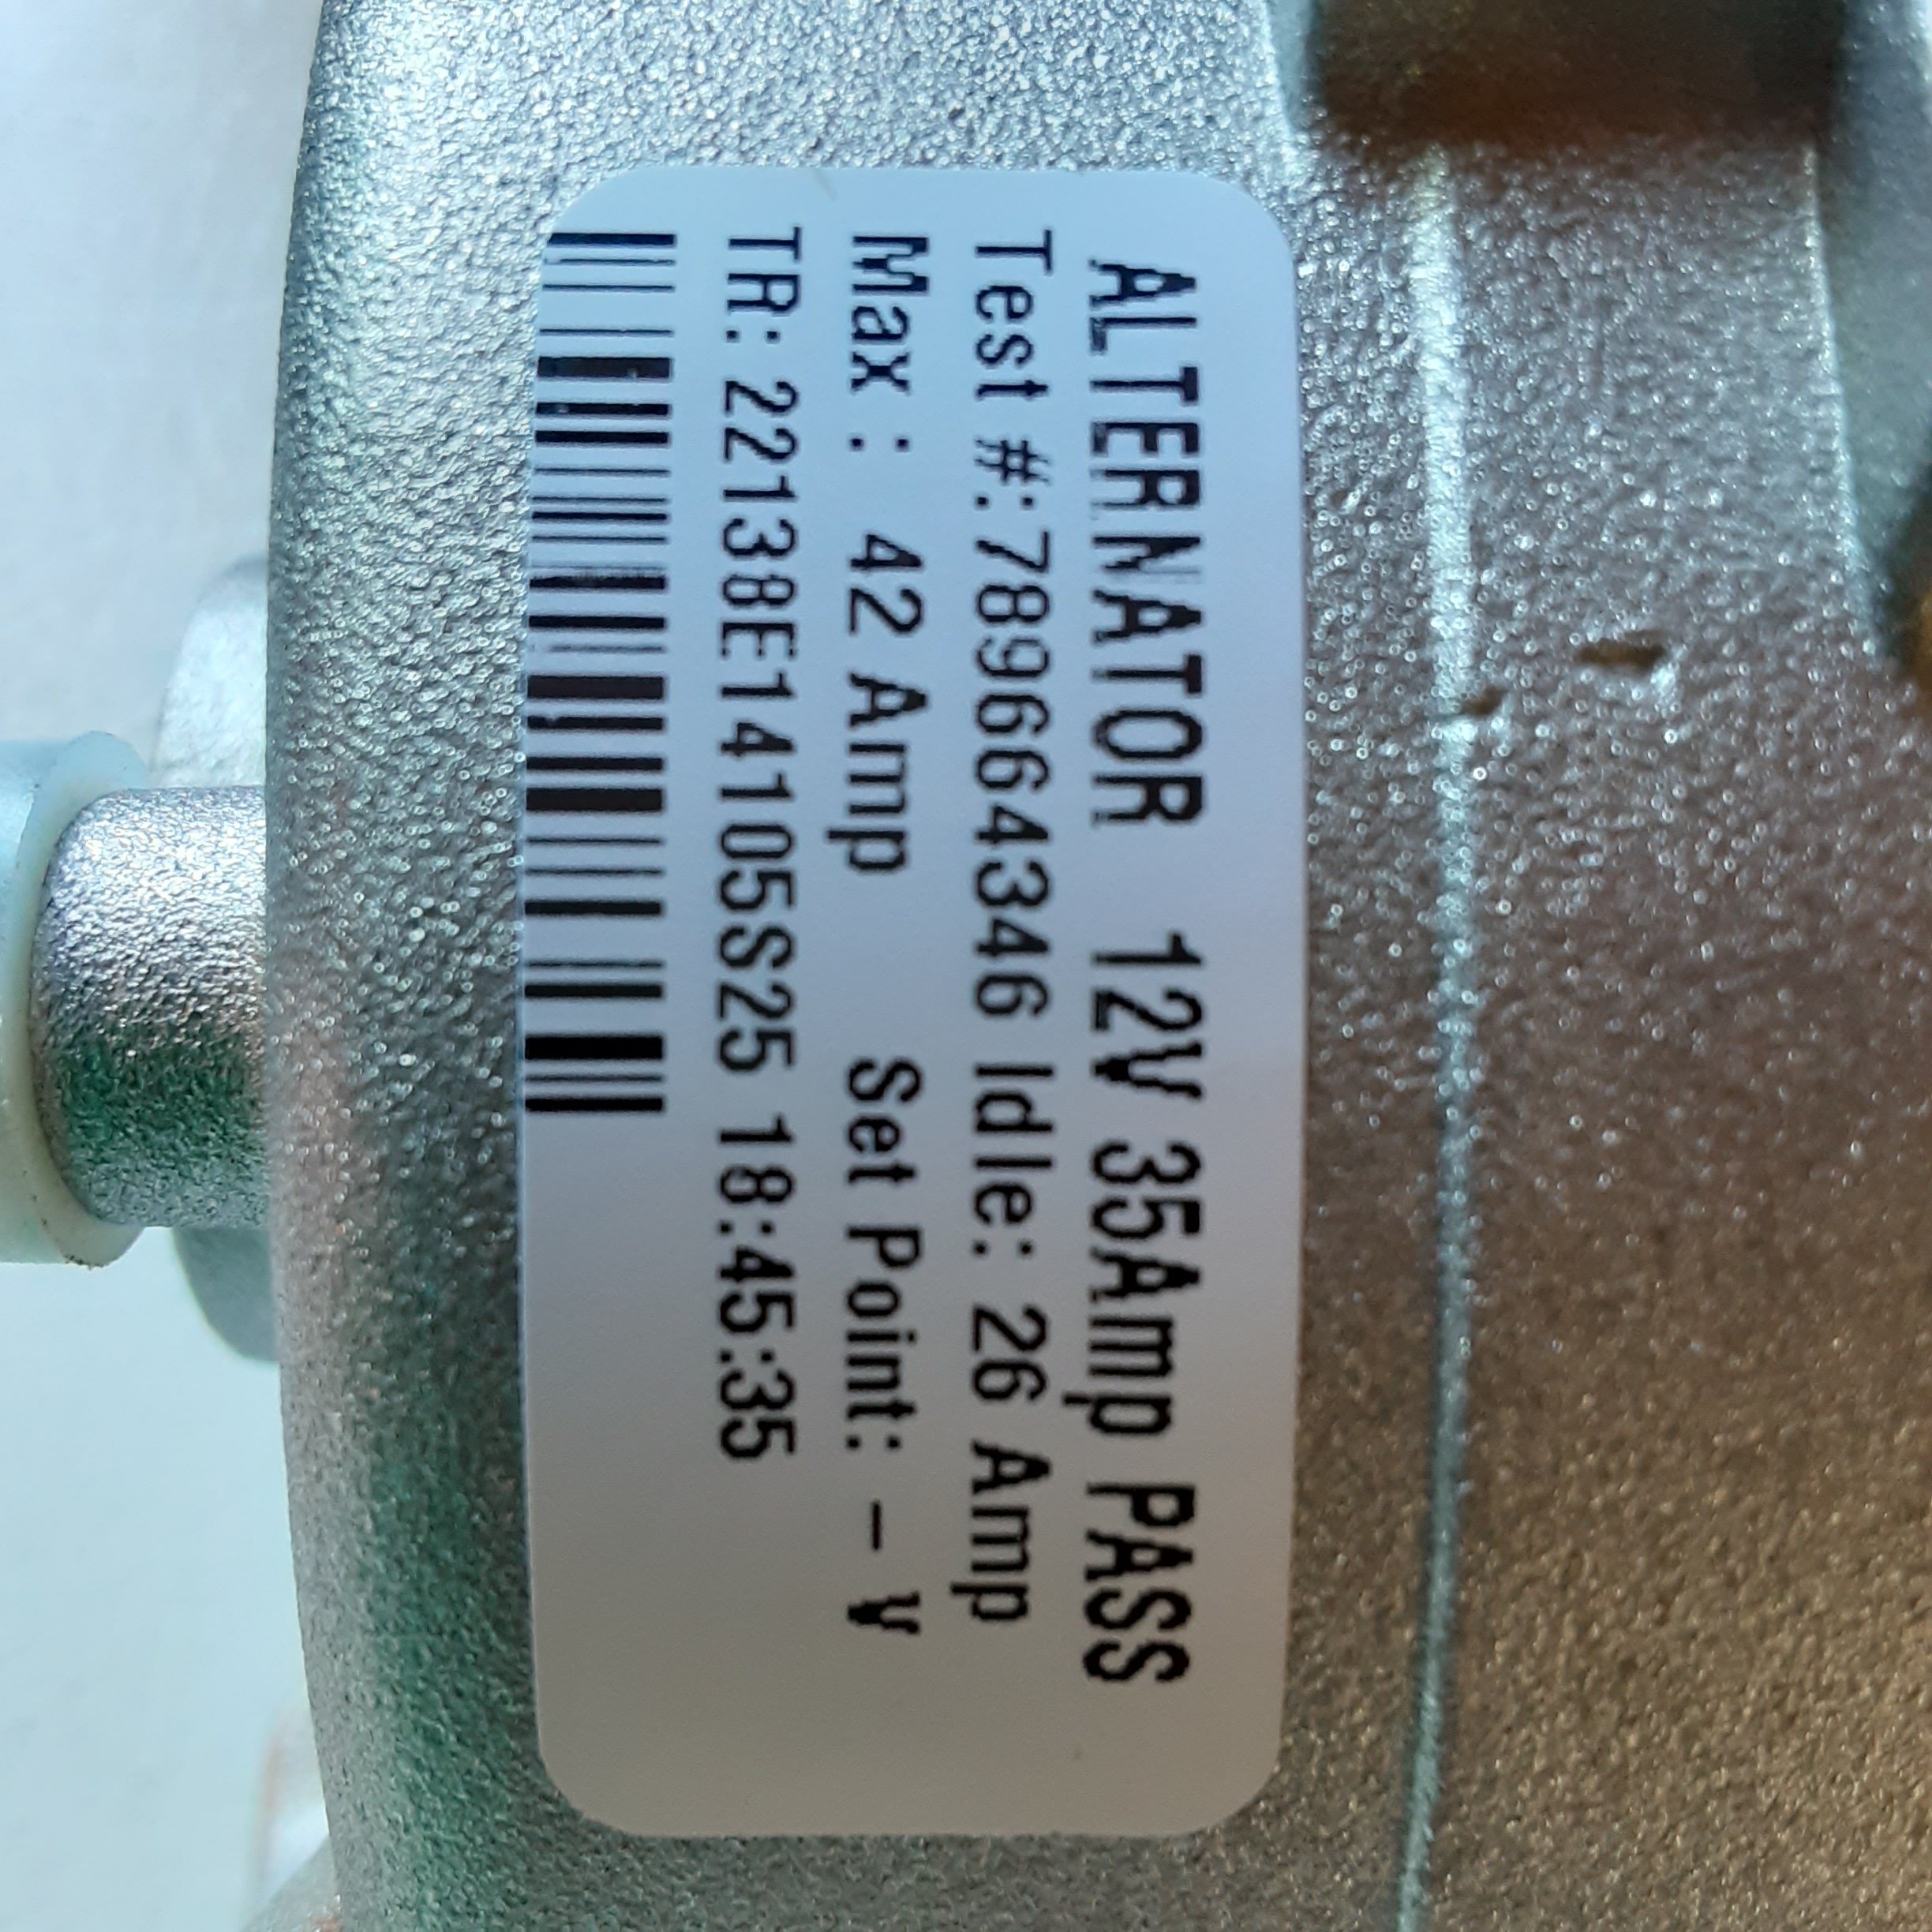 ALTERNATOR 12V 35Amp PASS
Test #:789664346 Idle: 26 Amp
Max : 42 Amp Set Point: - V
TR: 22138E14105S25 18:45:35